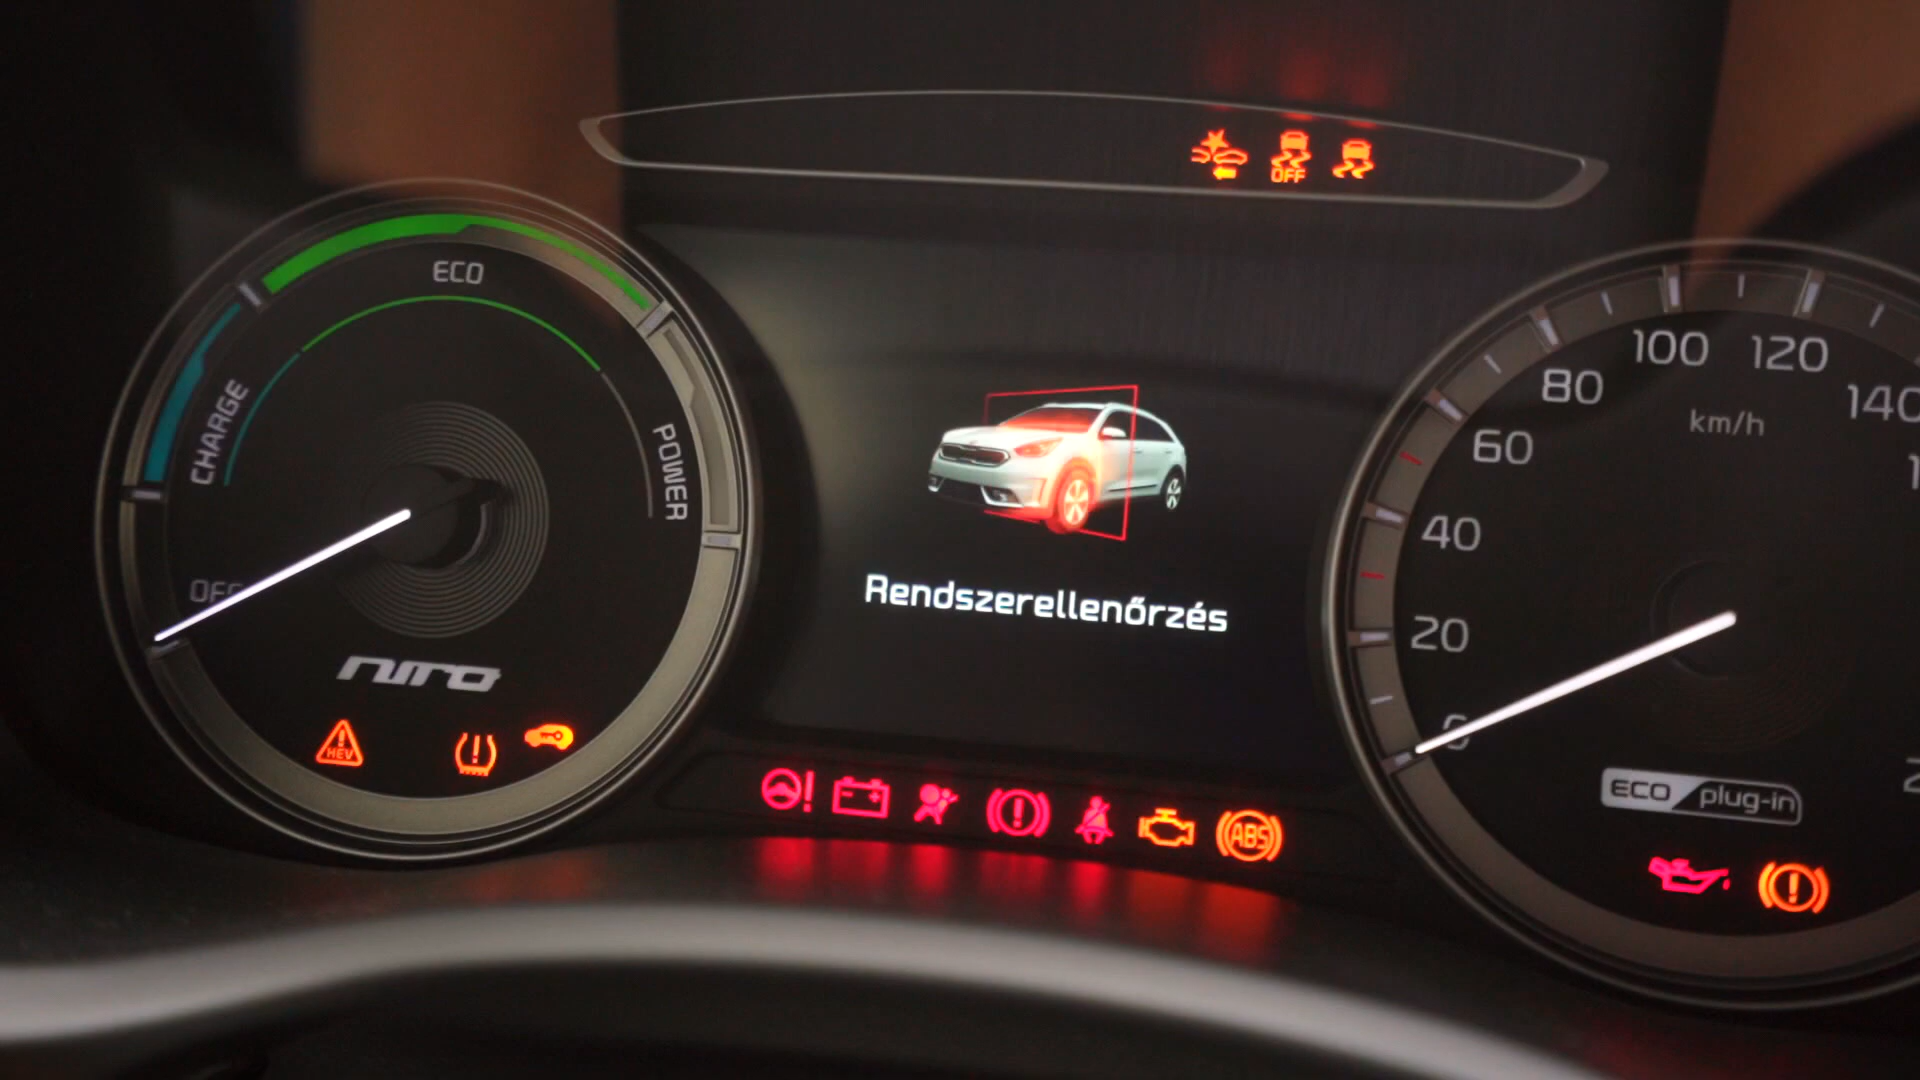 OFF
ECO
CHARGE
POWER
OFF
niro
HEV
Rendszerellenőrzés
ABS
0
20
40
60
80
100
120
140
km/h
ECO plug-in